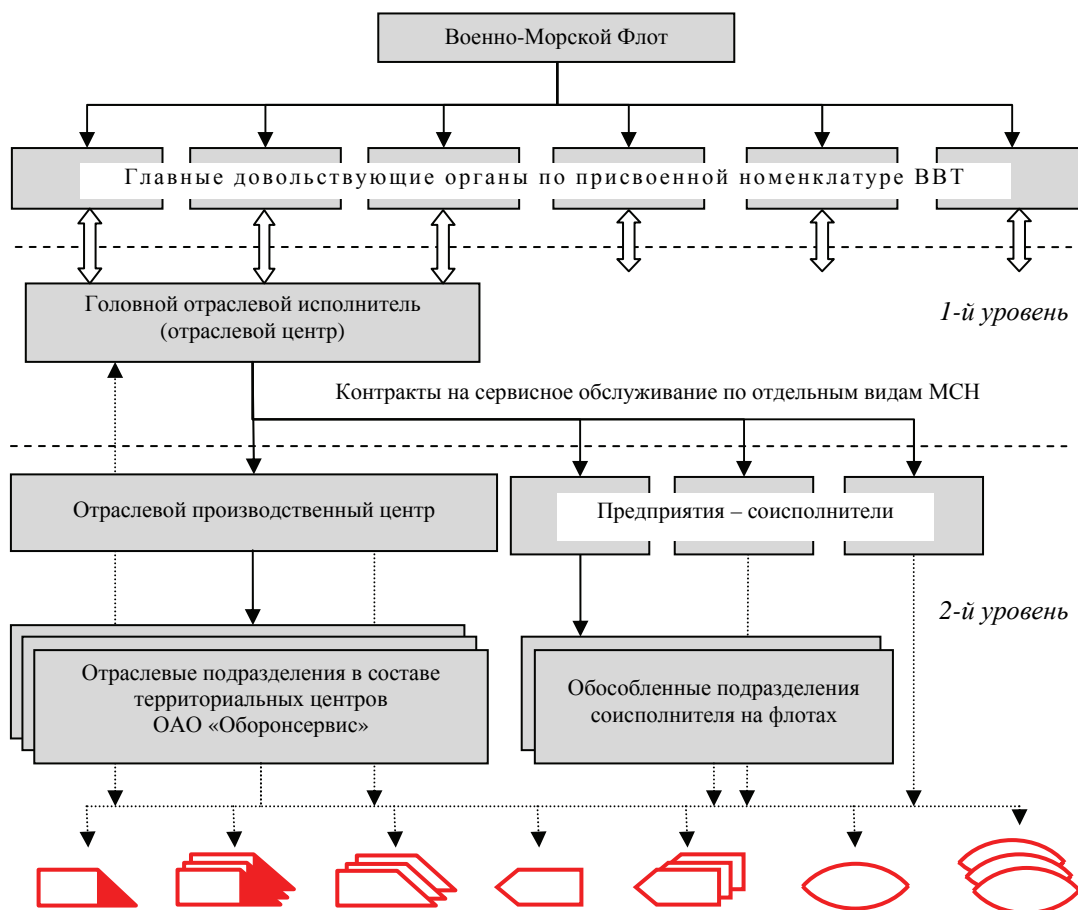 Военно-Морской Флот
Главные довольствующие органы по присвоенной номенклатуре ВВТ
Головной отраслевой исполнитель
(отраслевой центр)
1-й уровень
Контракты на сервисное обслуживание по отдельным видам МСН
Отраслевой производственный центр
Предприятия – соисполнители
2-й уровень
Отраслевые подразделения в составе
территориальных центров
ОАО «Оборонсервис»
Обособленные подразделения
соисполнителя на флотах